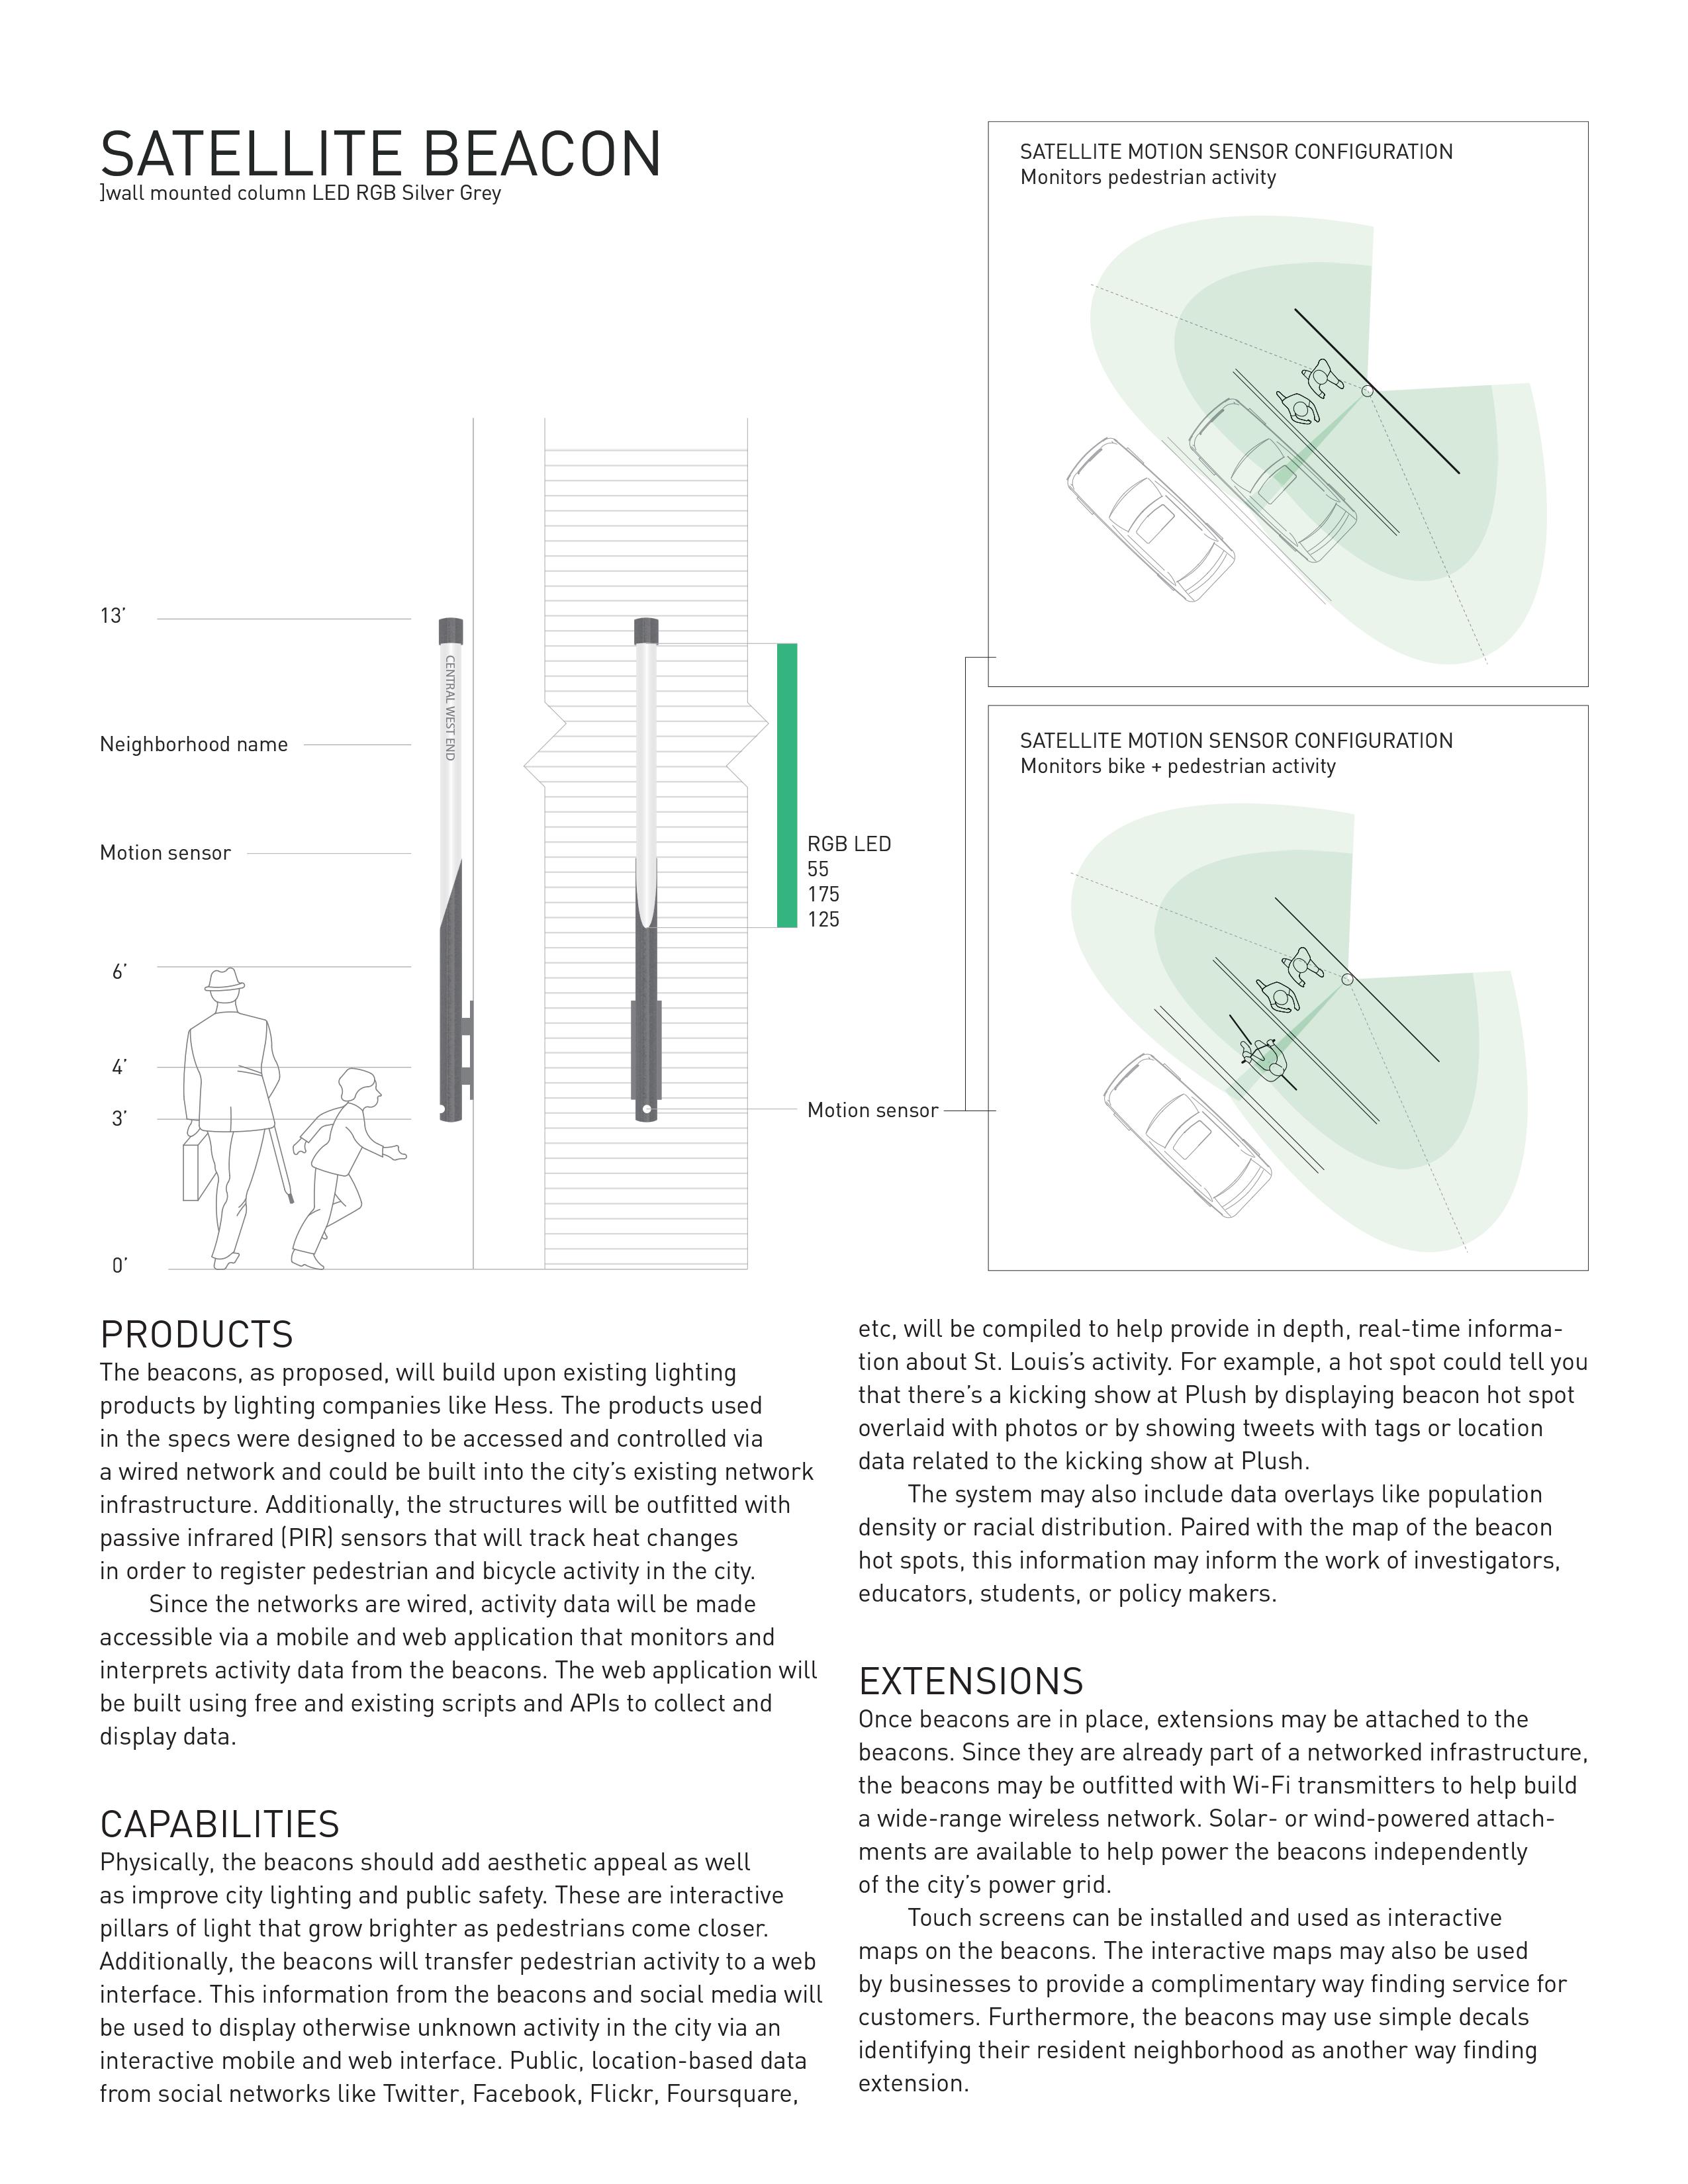 SATELLITE BEACON
]wall mounted column LED RGB Silver Grey
SATELLITE MOTION SENSOR CONFIGURATION
Monitors pedestrian activity
13’
CENTRAL WEST END
Neighborhood name
Motion sensor
6’
4’
3’
0’
RGB LED
55
175
125
Motion sensor
SATELLITE MOTION SENSOR CONFIGURATION
Monitors bike + pedestrian activity
PRODUCTS
The beacons, as proposed, will build upon existing lighting
products by lighting companies like Hess. The products used
in the specs were designed to be accessed and controlled via
a wired network and could be built into the city’s existing network
infrastructure. Additionally, the structures will be outfitted with
passive infrared (PIR) sensors that will track heat changes
in order to register pedestrian and bicycle activity in the city.
Since the networks are wired, activity data will be made
accessible via a mobile and web application that monitors and
interprets activity data from the beacons. The web application will
be built using free and existing scripts and APIs to collect and
display data.
CAPABILITIES
Physically, the beacons should add aesthetic appeal as well
as improve city lighting and public safety. These are interactive
pillars of light that grow brighter as pedestrians come closer.
Additionally, the beacons will transfer pedestrian activity to a web
interface. This information from the beacons and social media will
be used to display otherwise unknown activity in the city via an
interactive mobile and web interface. Public, location-based data
from social networks like Twitter, Facebook, Flickr, Foursquare,
etc, will be compiled to help provide in depth, real-time informa-
tion about St. Louis’s activity. For example, a hot spot could tell you
that there’s a kicking show at Plush by displaying beacon hot spot
overlaid with photos or by showing tweets with tags or location
data related to the kicking show at Plush.
The system may also include data overlays like population
density or racial distribution. Paired with the map of the beacon
hot spots, this information may inform the work of investigators,
educators, students, or policy makers.
EXTENSIONS
Once beacons are in place, extensions may be attached to the
beacons. Since they are already part of a networked infrastructure,
the beacons may be outfitted with Wi-Fi transmitters to help build
a wide-range wireless network. Solar- or wind-powered attach-
ments are available to help power the beacons independently
of the city’s power grid.
Touch screens can be installed and used as interactive
maps on the beacons. The interactive maps may also be used
by businesses to provide a complimentary way finding service for
customers. Furthermore, the beacons may use simple decals
identifying their resident neighborhood as another way finding
extension.